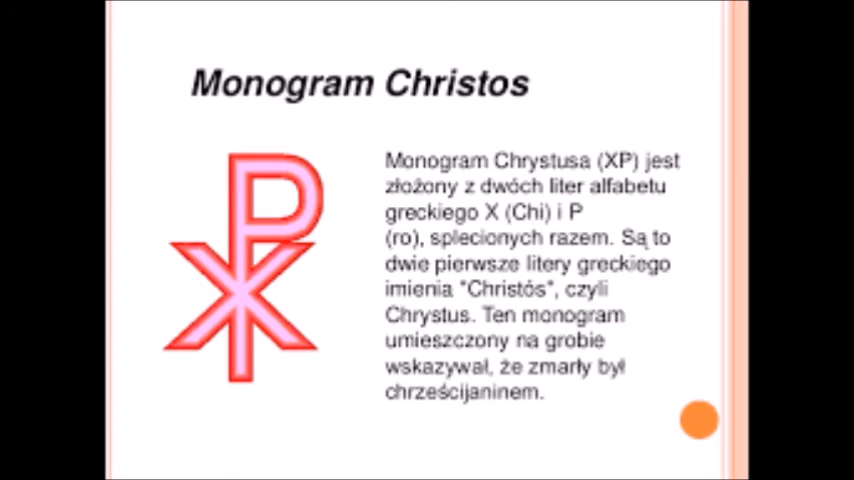 Monogram Christos
Monogram Chrystusa (XP) jest
złożony z dwóch liter alfabetu
greckiego X (Chi) i P
(ro), splecionych razem. Są to
dwie pierwsze litery greckiego
imienia "Christós", czyli
Chrystus. Ten monogram
umieszczony na grobie
wskazywał, że zmarły był
chrześcijaninem.